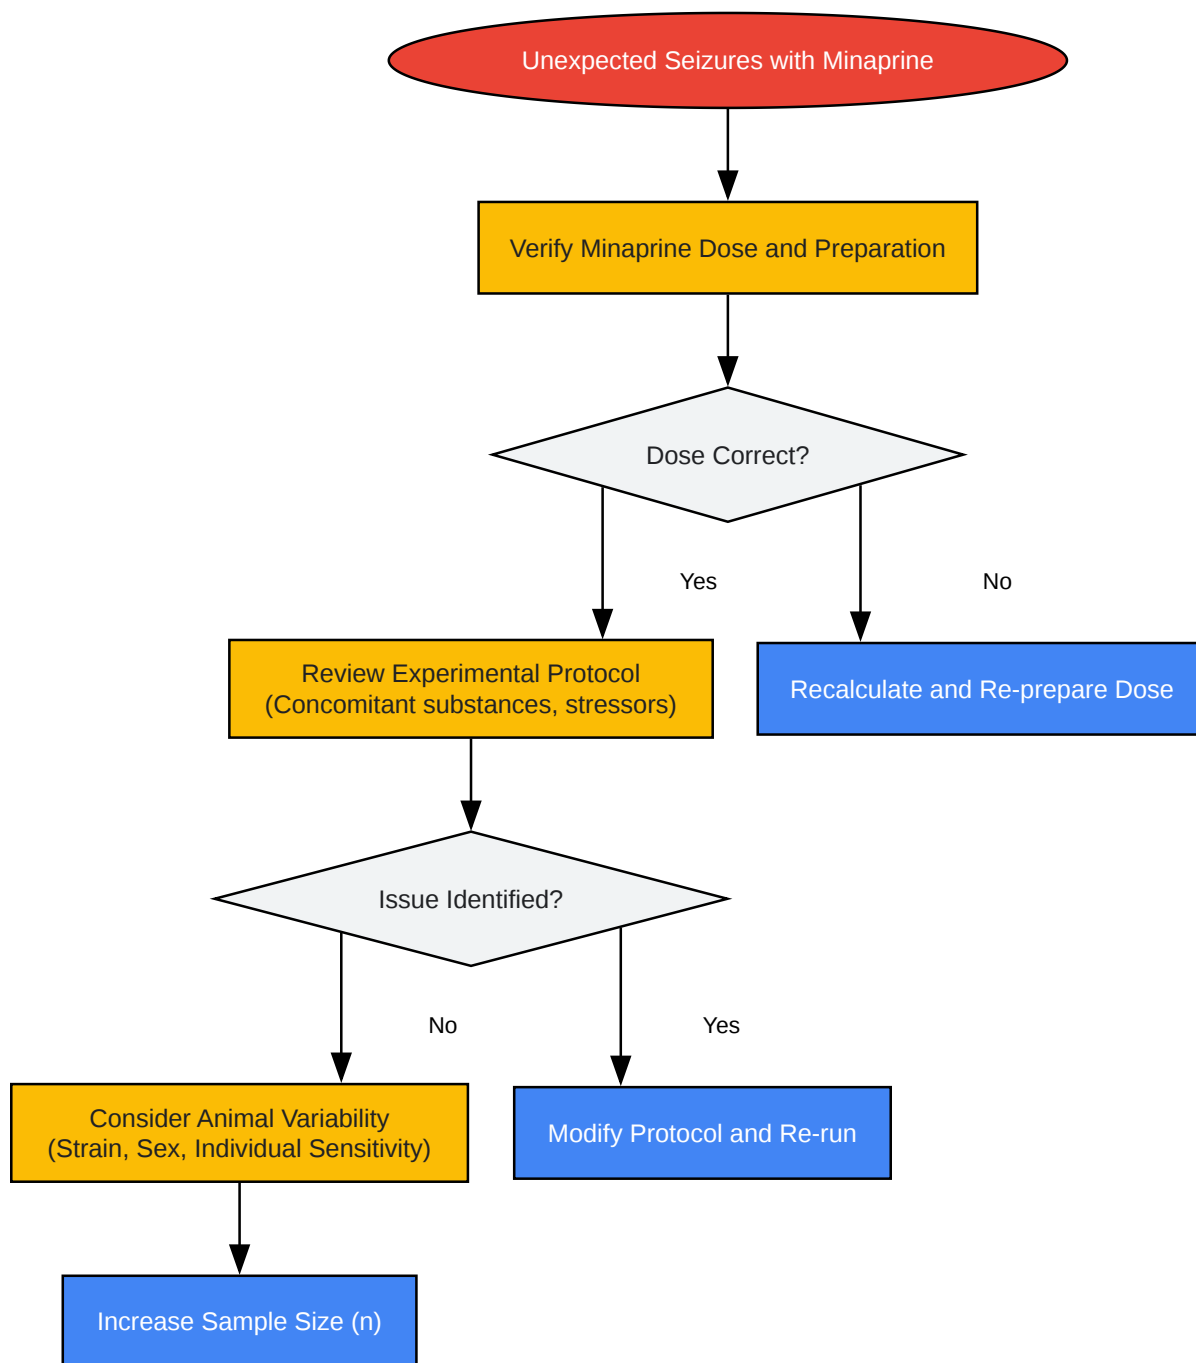 Unexpected Seizures with Minaprine
Verify Minaprine Dose and Preparation
Dose Correct?
Yes
No
Review Experimental Protocol
(Concomitant substances, stressors)
Recalculate and Re-prepare Dose
Issue Identified?
No
Yes
Consider Animal Variability
(Strain, Sex, Individual Sensitivity)
Modify Protocol and Re-run
Increase Sample Size (n)